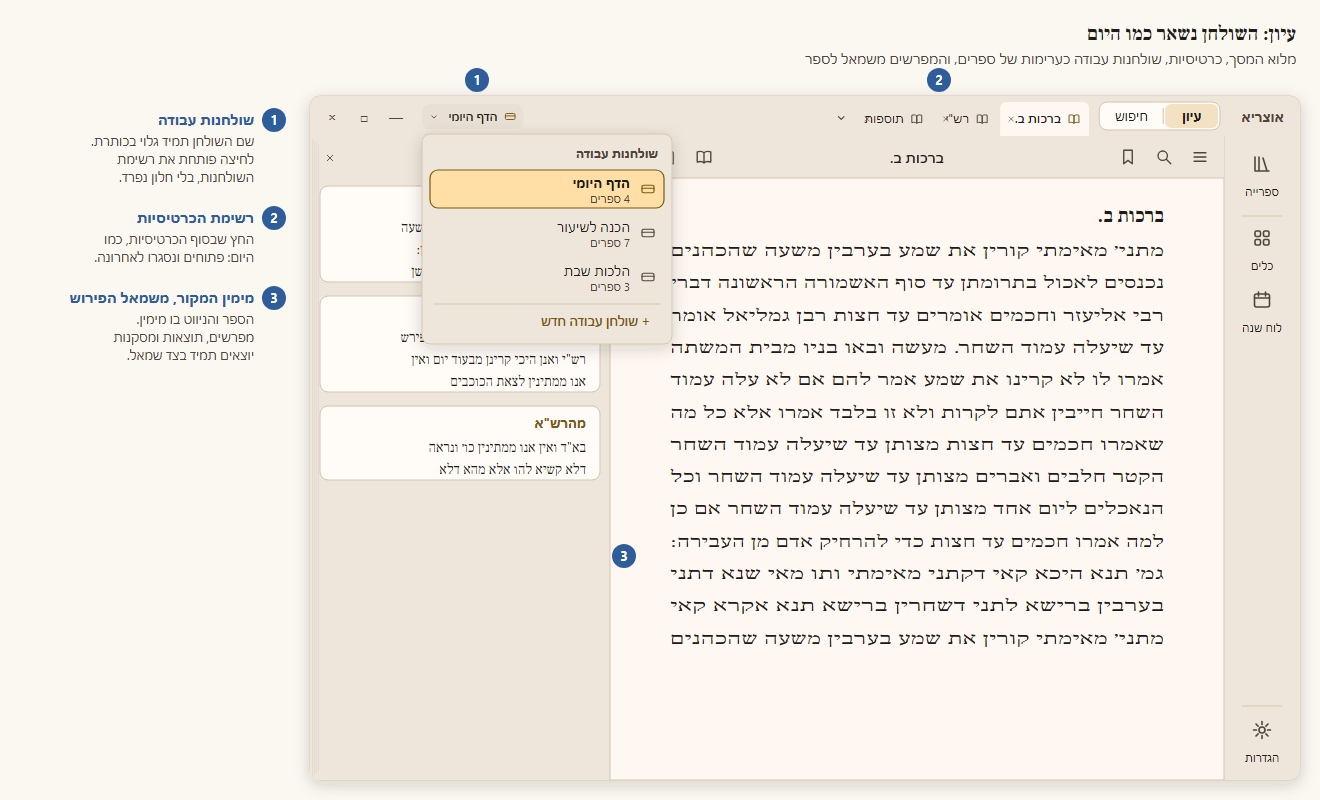 עיון: השולחן נשאר כמו היום
מלוא המסך, כרטיסיות, שולחנות עבודה כערימות של ספרים, והמפרשים משמאל לספר
1
2
1 שולחנות עבודה
שם השולחן תמיד גלוי בכותרת.
לחיצה פותחת את רשימת
השולחנות, בלי חלון נפרד.
2 רשימת הכרטיסיות
החץ שבסוף הכרטיסיות, כמו
היום: פתוחים ונסגרו לאחרונה.
3 מימין המקור, משמאל הפירוש
הספר והניווט בו מימין.
מפרשים, תוצאות ומסקנות
יוצאים תמיד בצד שמאל.
אוצריא
עיון
חיפוש
ברכות ב. ×
רש"י ×
תוספות
הדף היומי
ספרייה
כלים
לוח שנה
הגדרות
ברכות ב.
שולחנות עבודה
הדף היומי
4 ספרים
הכנה לשיעור
7 ספרים
הלכות שבת
3 ספרים
+ שולחן עבודה חדש
ברכות ב.
מתני׳ מאימתי קורין את שמע בערבין משעה שהכהנים
נכנסים לאכול בתרומתן עד סוף האשמורה הראשונה דברי
רבי אליעזר וחכמים אומרים עד חצות רבן גמליאל אומר
עד שיעלה עמוד השחר. מעשה ובאו בניו מבית המשתה
אמרו לו לא קרינו את שמע אמר להם אם לא עלה עמוד
השחר חייבין אתם לקרות ולא זו בלבד אמרו אלא כל מה
שאמרו חכמים עד חצות מצותן עד שיעלה עמוד השחר
הקטר חלבים ואברים מצותן עד שיעלה עמוד השחר וכל
הנאכלים ליום אחד מצותן עד שיעלה עמוד השחר אם כן
למה אמרו חכמים עד חצות כדי להרחיק אדם מן העבירה:
גמ׳ תנא היכא קאי דקתני מאימתי ותו מאי שנא דתני
בערבין ברישא לתני דשחרין ברישא תנא אקרא קאי
מתני׳ מאימתי קורין את שמע בערבין משעה שהכהנים
רש"י ואנן היכי קרינן מבעוד יום ואין
אנו ממתינין לצאת הכוכבים
מהרש"א
בא"ד ואין אנו ממתינין כו׳ ונראה
דלא קשיא להו אלא מהא דלא
3